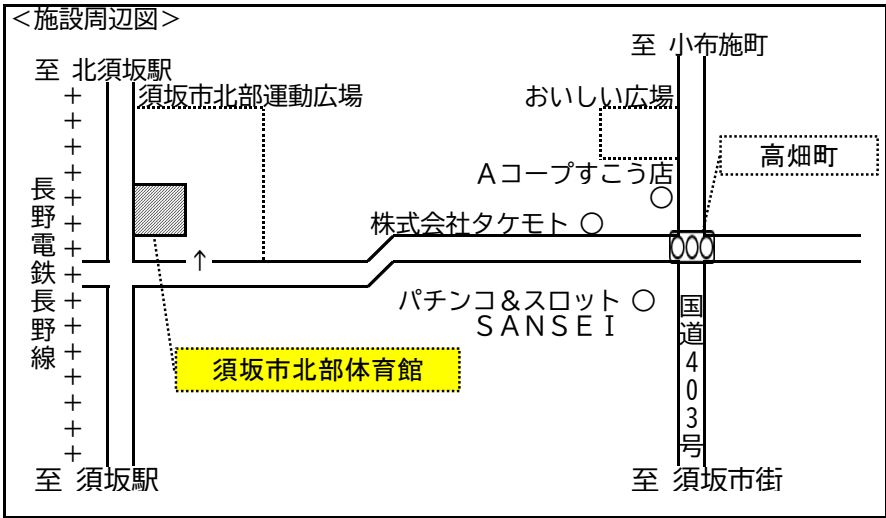 ＜施設周辺図＞
至 小布施町
至 北須坂駅
須坂市北部運動広場
おいしい広場
高畑町
Ａコープすこう店
○
株式会社タケモト ○
長野電鉄長野線
↑
パチンコ＆スロット ○
ＳＡＮＳＥＩ
国道４０３号
須坂市北部体育館
至 須坂駅
至 須坂市街